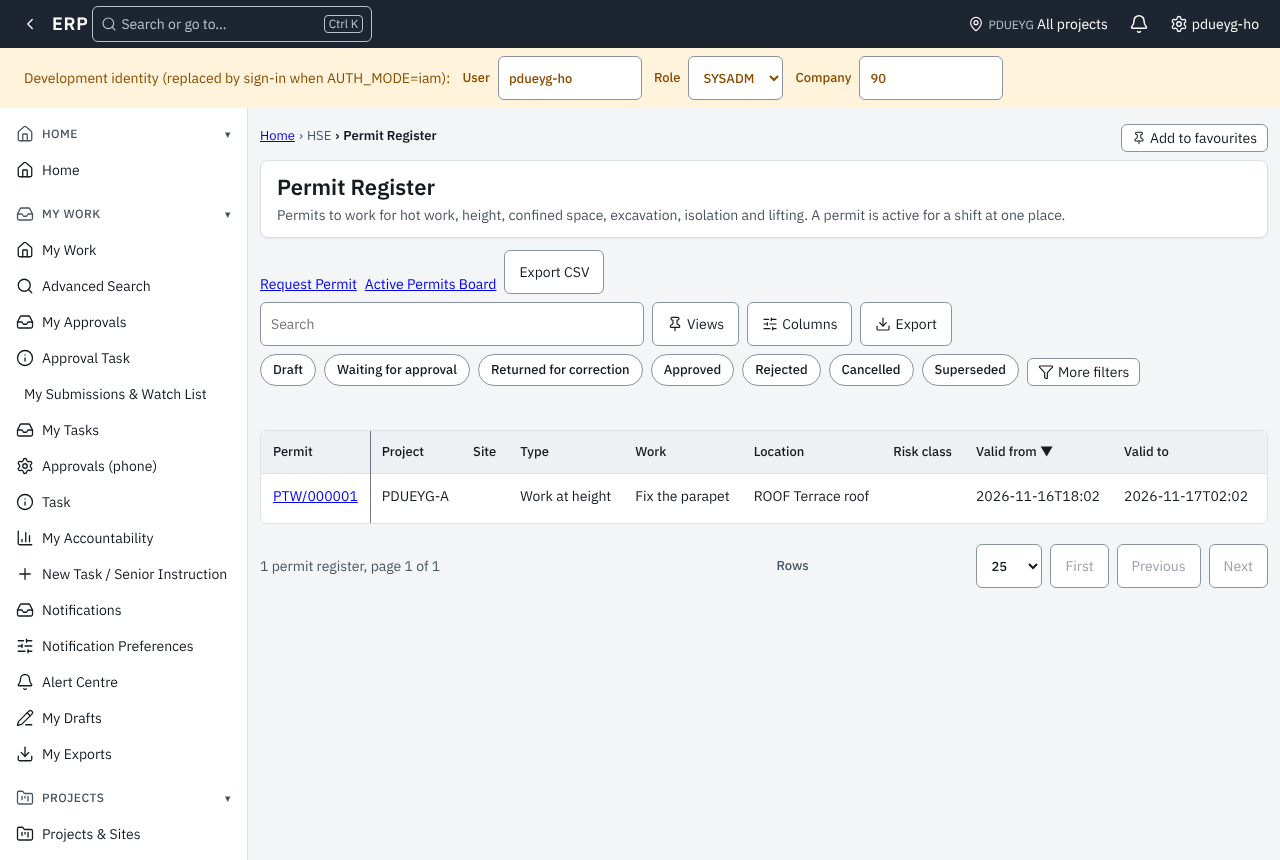 ERP Search or go to... Ctrl K PDUEYG All projects pdueyg-ho
Development identity (replaced by sign-in when AUTH_MODE=iam): User pdueyg-ho Role SYSADM Company 90
HOME ▾
Home
MY WORK ▾
My Work
Advanced Search
My Approvals
Approval Task
My Submissions & Watch List
My Tasks
Approvals (phone)
Task
My Accountability
New Task / Senior Instruction
Notifications
Notification Preferences
Alert Centre
My Drafts
My Exports
PROJECTS ▾
Projects & Sites
Home › HSE › Permit Register Add to favourites
Permit Register
Permits to work for hot work, height, confined space, excavation, isolation and lifting. A permit is active for a shift at one place.
Request Permit Active Permits Board Export CSV
Search Views Columns Export
Draft Waiting for approval Returned for correction Approved Rejected Cancelled Superseded More filters
Permit Project Site Type Work Location Risk class Valid from ▼ Valid to
PTW/000001 PDUEYG-A Work at height Fix the parapet ROOF Terrace roof 2026-11-16T18:02 2026-11-17T02:02
1 permit register, page 1 of 1 Rows 25 First Previous Next